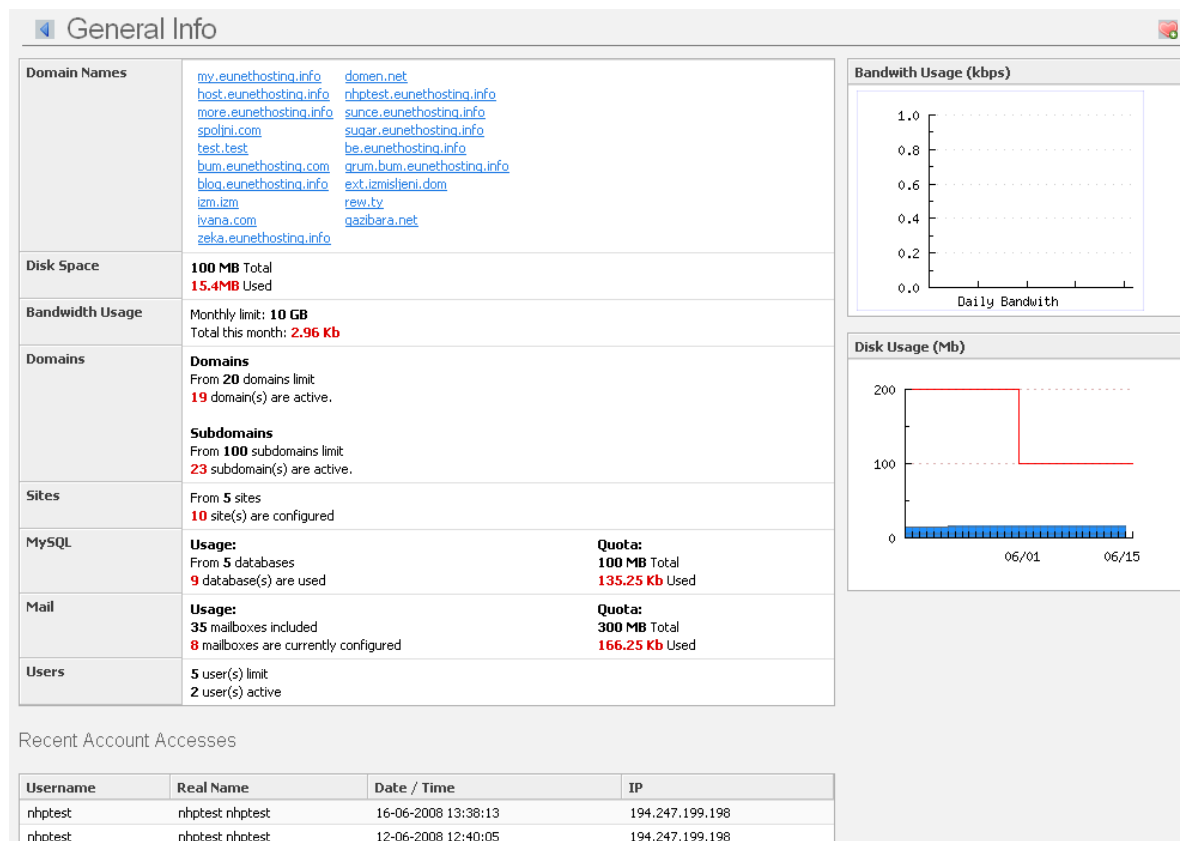 General Info
Domain Names
my.eunethosting.info domen.net
host.eunethosting.info nhptest.eunethosting.info
more.eunethosting.info sunce.eunethosting.info
spoljni.com sugar.eunethosting.info
test.test be.eunethosting.info
bum.eunethosting.com grum.bum.eunethosting.info
blog.eunethosting.info ext.izmisljeni.dom
izm.izm rew.ty
ivana.com gazibara.net
zeka.eunethosting.info
Disk Space
100 MB Total
15.4MB Used
Bandwidth Usage
Monthly limit: 10 GB
Total this month: 2.96 Kb
Domains
Domains
From 20 domains limit
19 domain(s) are active.
Subdomains
From 100 subdomains limit
23 subdomain(s) are active.
Sites
From 5 sites
10 site(s) are configured
MySQL
Usage: Quota:
From 5 databases 100 MB Total
9 database(s) are used 135.25 Kb Used
Mail
Usage: Quota:
35 mailboxes included 300 MB Total
8 mailboxes are currently configured 166.25 Kb Used
Users
5 user(s) limit
2 user(s) active
Bandwith Usage (kbps)
1.0
0.8
0.6
0.4
0.2
0.0
Daily Bandwith
Disk Usage (Mb)
200
100
0
06/01 06/15
Recent Account Accesses
Username Real Name Date / Time IP
nhptest nhptest nhptest 16-06-2008 13:38:13 194.247.199.198
nhptest nhptest nhptest 12-06-2008 12:40:05 194.247.199.198